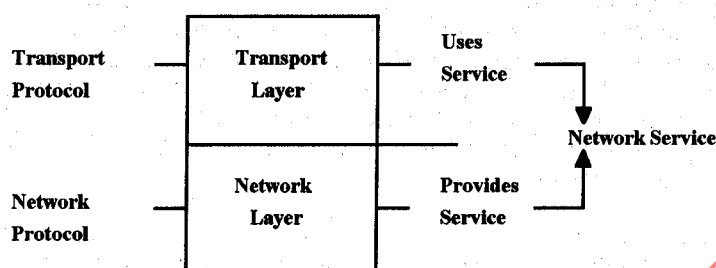 Transport
Protocol
Transport
Layer
Uses
Service
Network Service
Network
Protocol
Network
Layer
Provides
Service